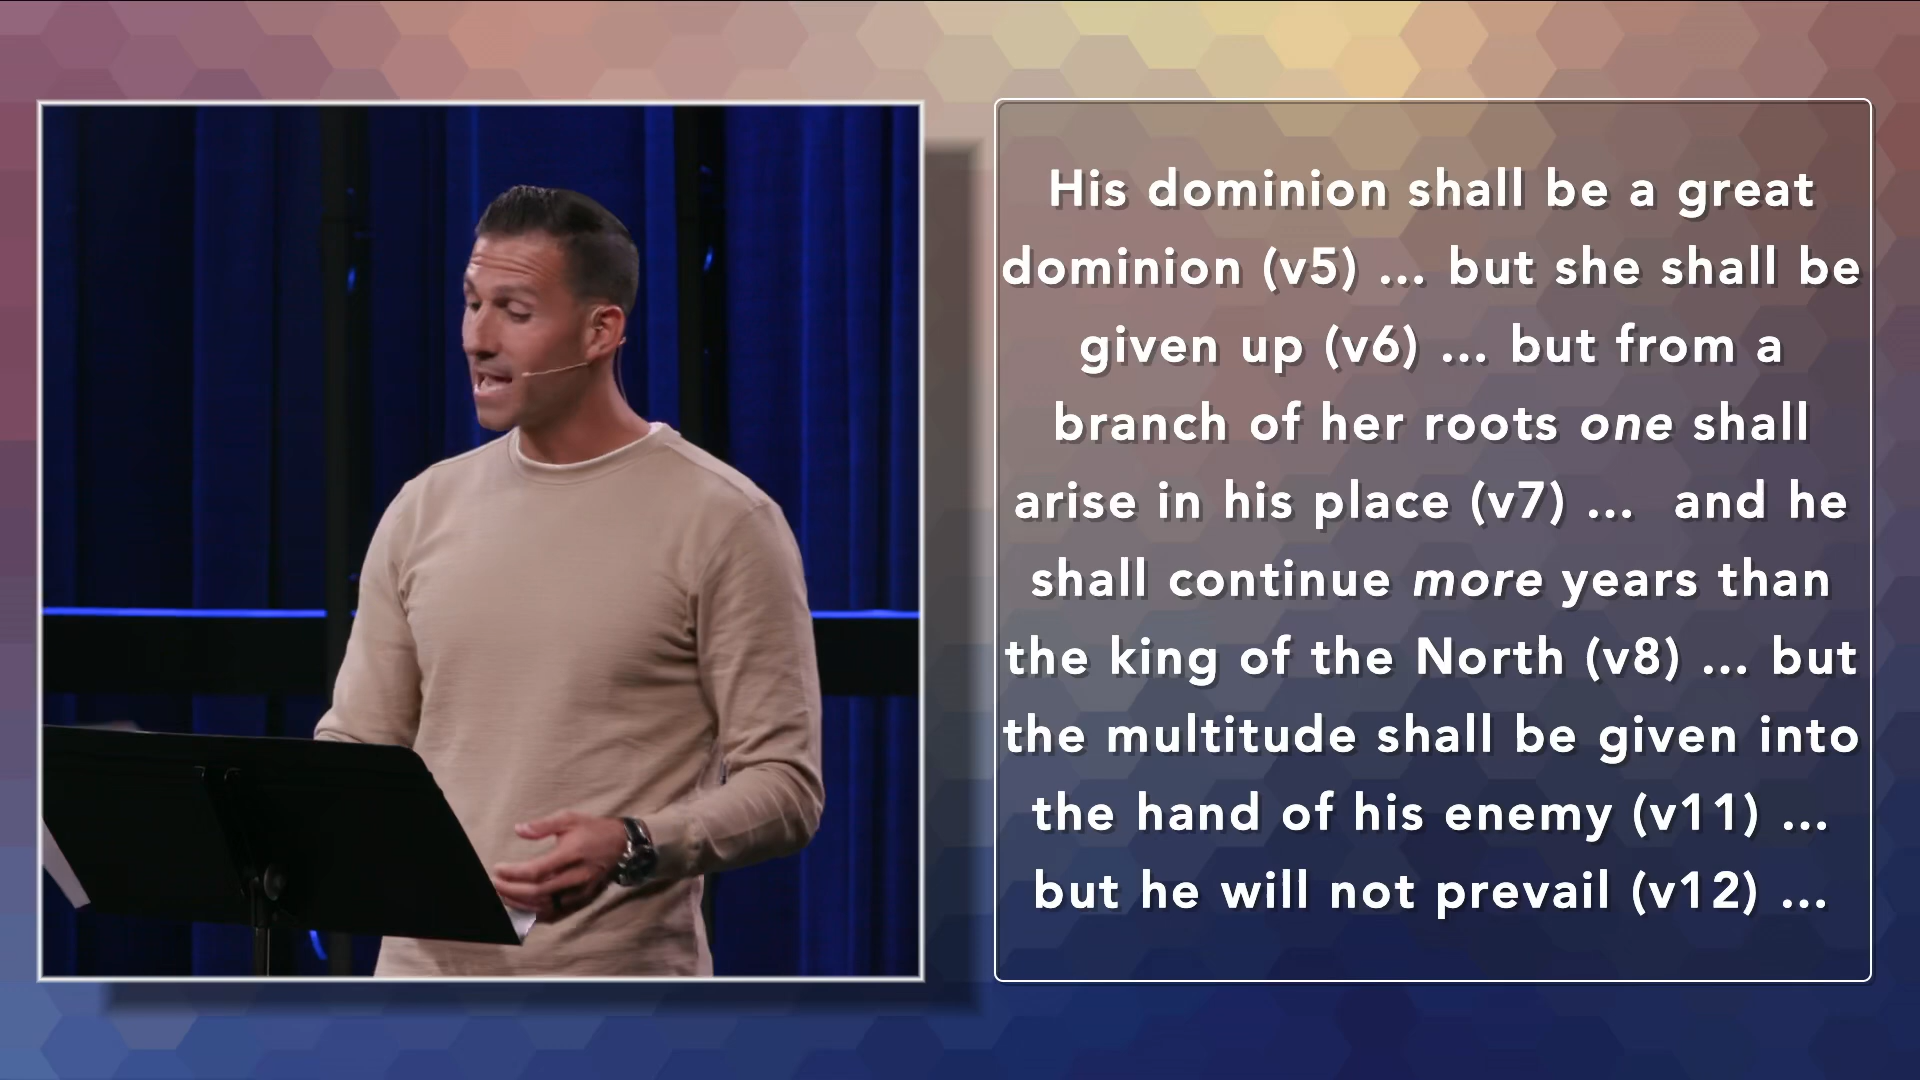 His dominion shall be a great
dominion (v5) ... but she shall be
given up (v6) ... but from a
branch of her roots one shall
arise in his place (v7) ... and he
shall continue more years than
the king of the North (v8) ... but
the multitude shall be given into
the hand of his enemy (v11) ...
but he will not prevail (v12) ...